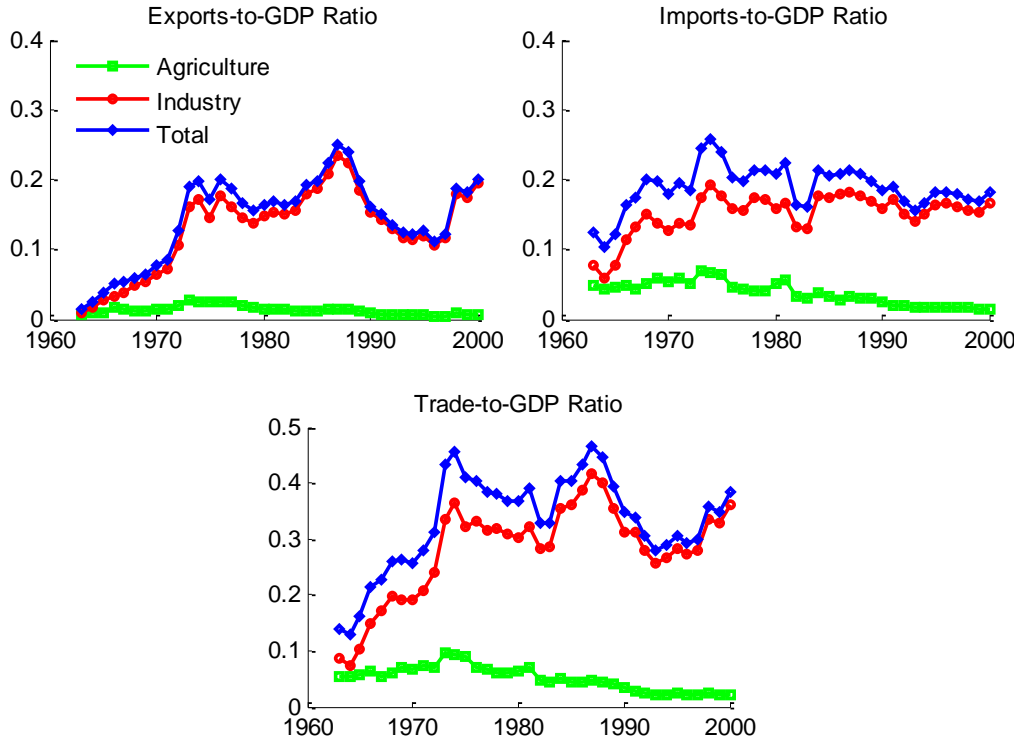 Exports-to-GDP Ratio
0.4
0.3
0.2
0.1
0
1960 1970 1980 1990 2000
Agriculture
Industry
Total
Imports-to-GDP Ratio
0.4
0.3
0.2
0.1
0
1960 1970 1980 1990 2000
Trade-to-GDP Ratio
0.5
0.4
0.3
0.2
0.1
0
1960 1970 1980 1990 2000